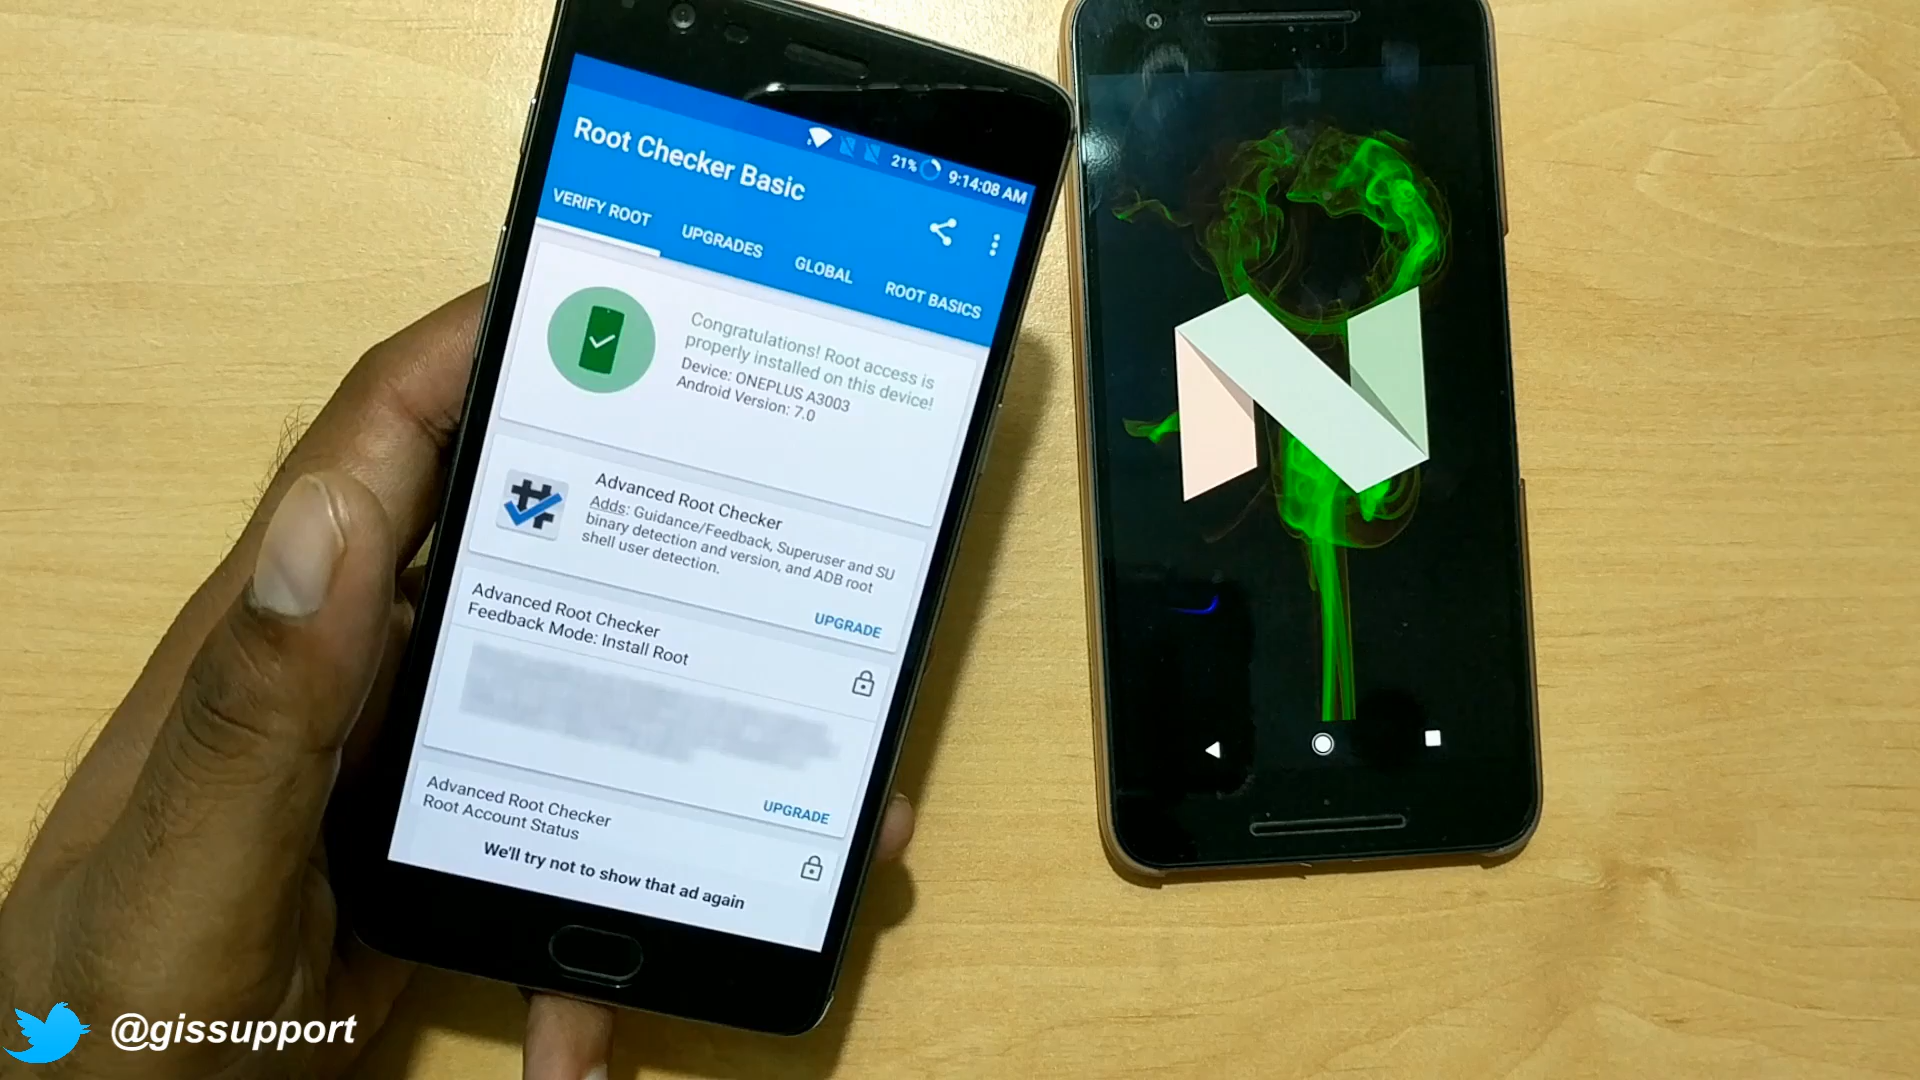 21% 9:14:08 AM
Root Checker Basic
VERIFY ROOT
UPGRADES
GLOBAL
ROOT BASICS
Congratulations! Root access is
properly installed on this device!
Device: ONEPLUS A3003
Android Version: 7.0
Advanced Root Checker
Adds: Guidance/Feedback, Superuser and SU
binary detection and version, and ADB root
shell user detection.
UPGRADE
Advanced Root Checker
Feedback Mode: Install Root
UPGRADE
Advanced Root Checker
Root Account Status
We'll try not to show that ad again
@gissupport